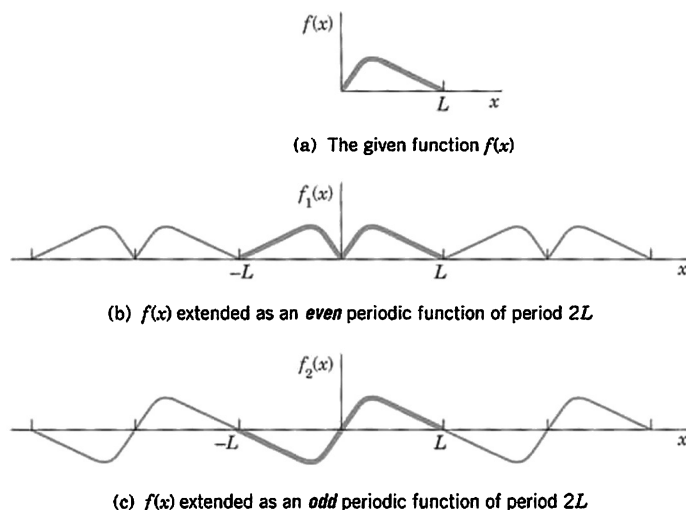 f(x)
L x
(a) The given function f(x)
f₁(x)
–L L x
(b) f(x) extended as an even periodic function of period 2L
f₂(x)
–L L x
(c) f(x) extended as an odd periodic function of period 2L